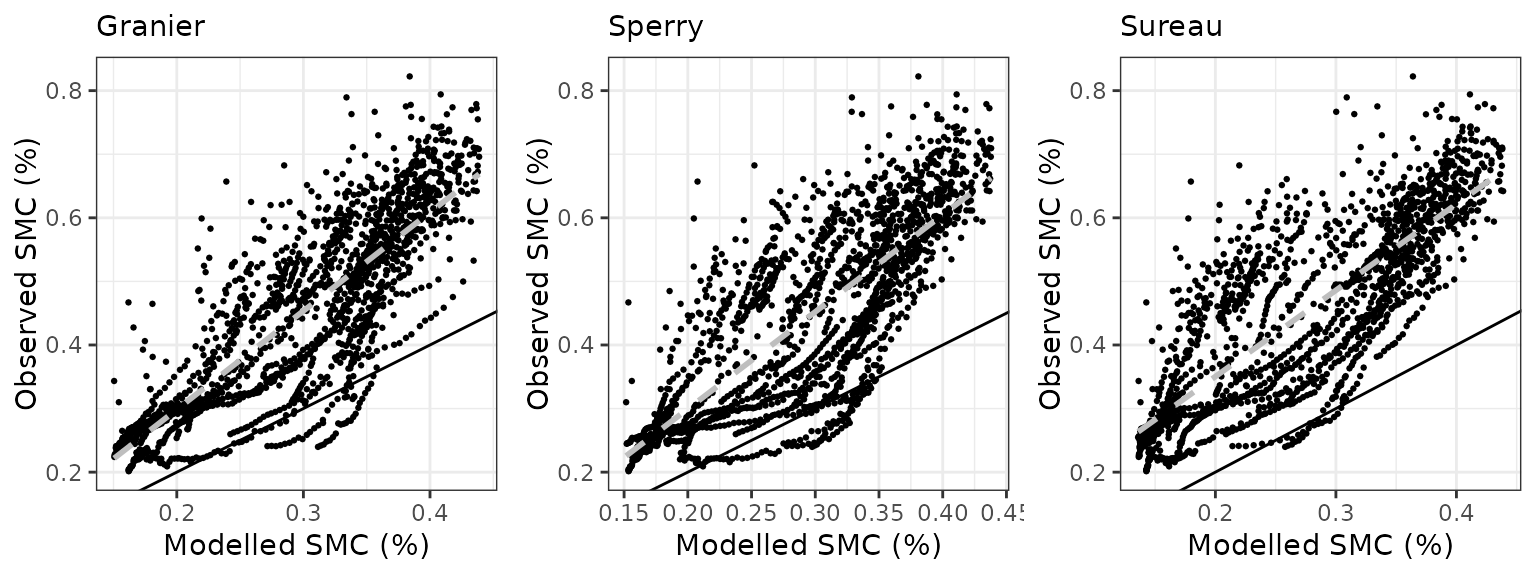 Granier
Observed SMC (%)
0.8
0.6
0.4
0.2
0.2 0.3 0.4
Modelled SMC (%)
Sperry
Observed SMC (%)
0.8
0.6
0.4
0.2
0.15 0.20 0.25 0.30 0.35 0.40 0.45
Modelled SMC (%)
Sureau
Observed SMC (%)
0.8
0.6
0.4
0.2
0.2 0.3 0.4
Modelled SMC (%)